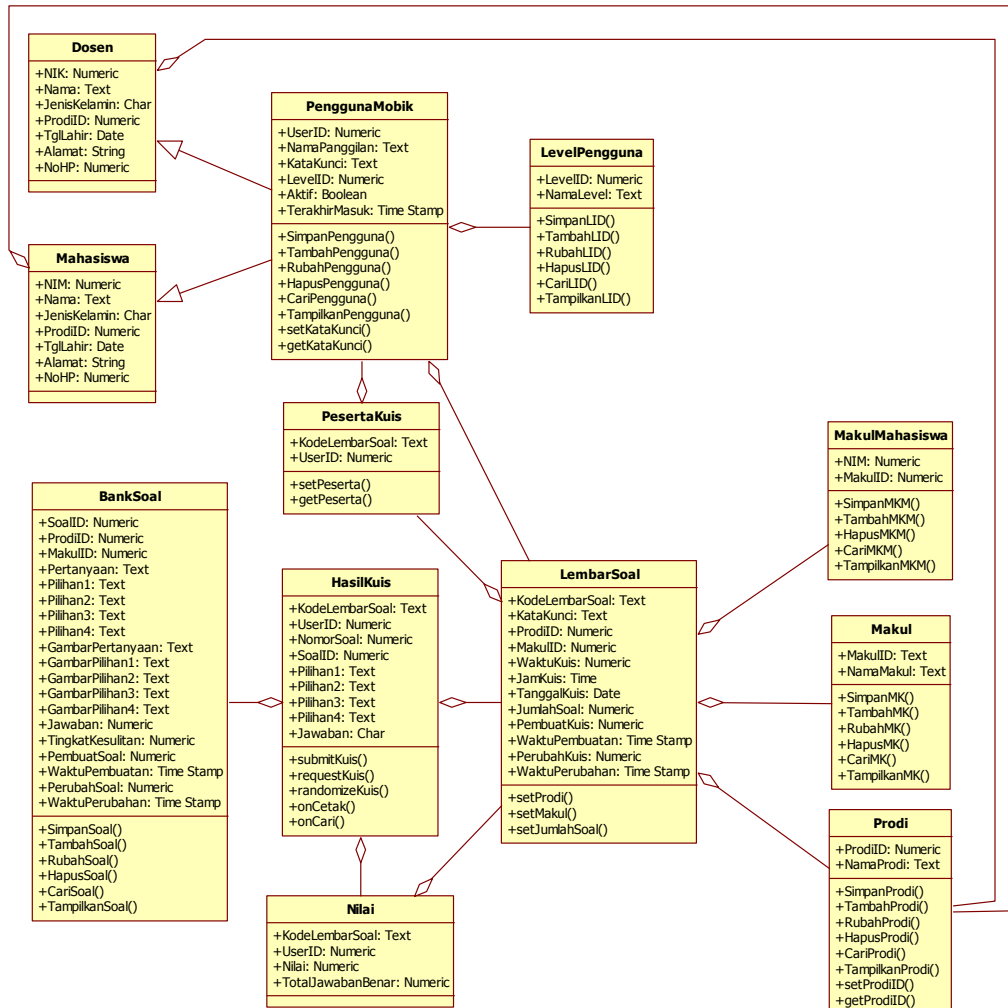 Dosen
+NIK: Numeric
+Nama: Text
+JenisKelamin: Char
+ProdiID: Numeric
+TglLahir: Date
+Alamat: String
+NoHP: Numeric
Mahasiswa
+NIM: Numeric
+Nama: Text
+JenisKelamin: Char
+ProdiID: Numeric
+TglLahir: Date
+Alamat: String
+NoHP: Numeric
PenggunaMobik
+UserID: Numeric
+NamaPanggilan: Text
+KataKunci: Text
+LevelID: Numeric
+Aktif: Boolean
+TerakhirMasuk: Time Stamp
+SimpanPengguna()
+TambahPengguna()
+RubahPengguna()
+HapusPengguna()
+CariPengguna()
+TampilkanPengguna()
+setKataKunci()
+getKataKunci()
LevelPengguna
+LevelID: Numeric
+NamaLevel: Text
+SimpanLID()
+TambahLID()
+RubahLID()
+HapusLID()
+CariLID()
+TampilkanLID()
PesertaKuis
+KodeLembarSoal: Text
+UserID: Numeric
+setPeserta()
+getPeserta()
BankSoal
+SoalID: Numeric
+ProdiID: Numeric
+MakulID: Numeric
+Pertanyaan: Text
+Pilihan1: Text
+Pilihan2: Text
+Pilihan3: Text
+Pilihan4: Text
+GambarPertanyaan: Text
+GambarPilihan1: Text
+GambarPilihan2: Text
+GambarPilihan3: Text
+GambarPilihan4: Text
+Jawaban: Numeric
+TingkatKesulitan: Numeric
+PembuatSoal: Numeric
+WaktuPembuatan: Time Stamp
+PerubahSoal: Numeric
+WaktuPerubahan: Time Stamp
+SimpanSoal()
+TambahSoal()
+RubahSoal()
+HapusSoal()
+CariSoal()
+TampilkanSoal()
HasilKuis
+KodeLembarSoal: Text
+UserID: Numeric
+NomorSoal: Numeric
+SoalID: Numeric
+Pilihan1: Text
+Pilihan2: Text
+Pilihan3: Text
+Pilihan4: Text
+Jawaban: Char
+submitKuis()
+requestKuis()
+randomizeKuis()
+onCetak()
+onCari()
LembarSoal
+KodeLembarSoal: Text
+KataKunci: Text
+ProdiID: Numeric
+MakulID: Numeric
+WaktuKuis: Numeric
+JamKuis: Time
+TanggalKuis: Date
+JumlahSoal: Numeric
+PembuatKuis: Numeric
+WaktuPembuatan: Time Stamp
+PerubahKuis: Numeric
+WaktuPerubahan: Time Stamp
+setProdi()
+setMakul()
+setJumlahSoal()
MakulMahasiswa
+NIM: Numeric
+MakulID: Numeric
+SimpanMKM()
+TambahMKM()
+HapusMKM()
+CariMKM()
+TampilkanMKM()
Makul
+MakulID: Text
+NamaMakul: Text
+SimpanMK()
+TambahMK()
+RubahMK()
+HapusMK()
+CariMK()
+TampilkanMK()
Prodi
+ProdiID: Numeric
+NamaProdi: Text
+SimpanProdi()
+TambahProdi()
+RubahProdi()
+HapusProdi()
+CariProdi()
+TampilkanProdi()
+setProdiID()
+getProdiID()
Nilai
+KodeLembarSoal: Text
+UserID: Numeric
+Nilai: Numeric
+TotalJawabanBenar: Numeric